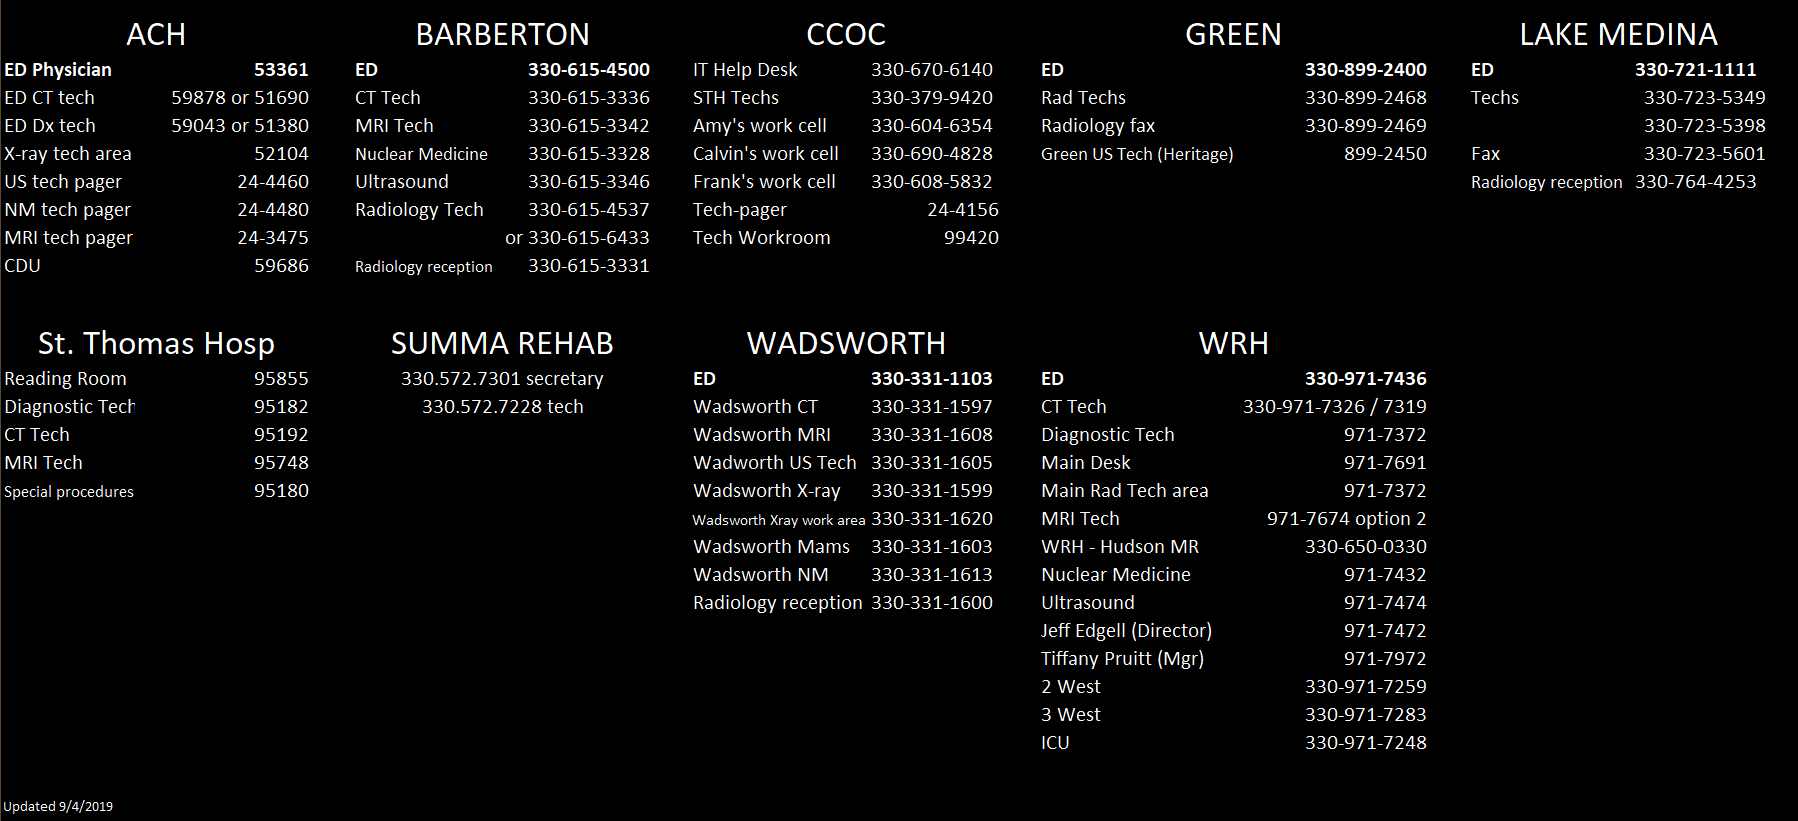 ACH
ED Physician 53361
ED CT tech 59878 or 51690
ED Dx tech 59043 or 51380
X-ray tech area 52104
US tech pager 24-4460
NM tech pager 24-4480
MRI tech pager 24-3475
CDU 59686
BARBERTON
ED 330-615-4500
CT Tech 330-615-3336
MRI Tech 330-615-3342
Nuclear Medicine 330-615-3328
Ultrasound 330-615-3346
Radiology Tech 330-615-4537
or 330-615-6433
Radiology reception 330-615-3331
CCOC
IT Help Desk 330-670-6140
STH Techs 330-379-9420
Amy's work cell 330-604-6354
Calvin's work cell 330-690-4828
Frank's work cell 330-608-5832
Tech-pager 24-4156
Tech Workroom 99420
GREEN
ED 330-899-2400
Rad Techs 330-899-2468
Radiology fax 330-899-2469
Green US Tech (Heritage) 899-2450
LAKE MEDINA
ED 330-721-1111
Techs 330-723-5349
330-723-5398
Fax 330-723-5601
Radiology reception 330-764-4253
St. Thomas Hosp
Reading Room 95855
Diagnostic Tech 95182
CT Tech 95192
MRI Tech 95748
Special procedures 95180
SUMMA REHAB
330.572.7301 secretary
330.572.7228 tech
WADSWORTH
ED 330-331-1103
Wadsworth CT 330-331-1597
Wadsworth MRI 330-331-1608
Wadworth US Tech 330-331-1605
Wadsworth X-ray 330-331-1599
Wadsworth Xray work area 330-331-1620
Wadsworth Mams 330-331-1603
Wadsworth NM 330-331-1613
Radiology reception 330-331-1600
WRH
ED 330-971-7436
CT Tech 330-971-7326 / 7319
Diagnostic Tech 971-7372
Main Desk 971-7691
Main Rad Tech area 971-7372
MRI Tech 971-7674 option 2
WRH - Hudson MR 330-650-0330
Nuclear Medicine 971-7432
Ultrasound 971-7474
Jeff Edgell (Director) 971-7472
Tiffany Pruitt (Mgr) 971-7972
2 West 330-971-7259
3 West 330-971-7283
ICU 330-971-7248
Updated 9/4/2019